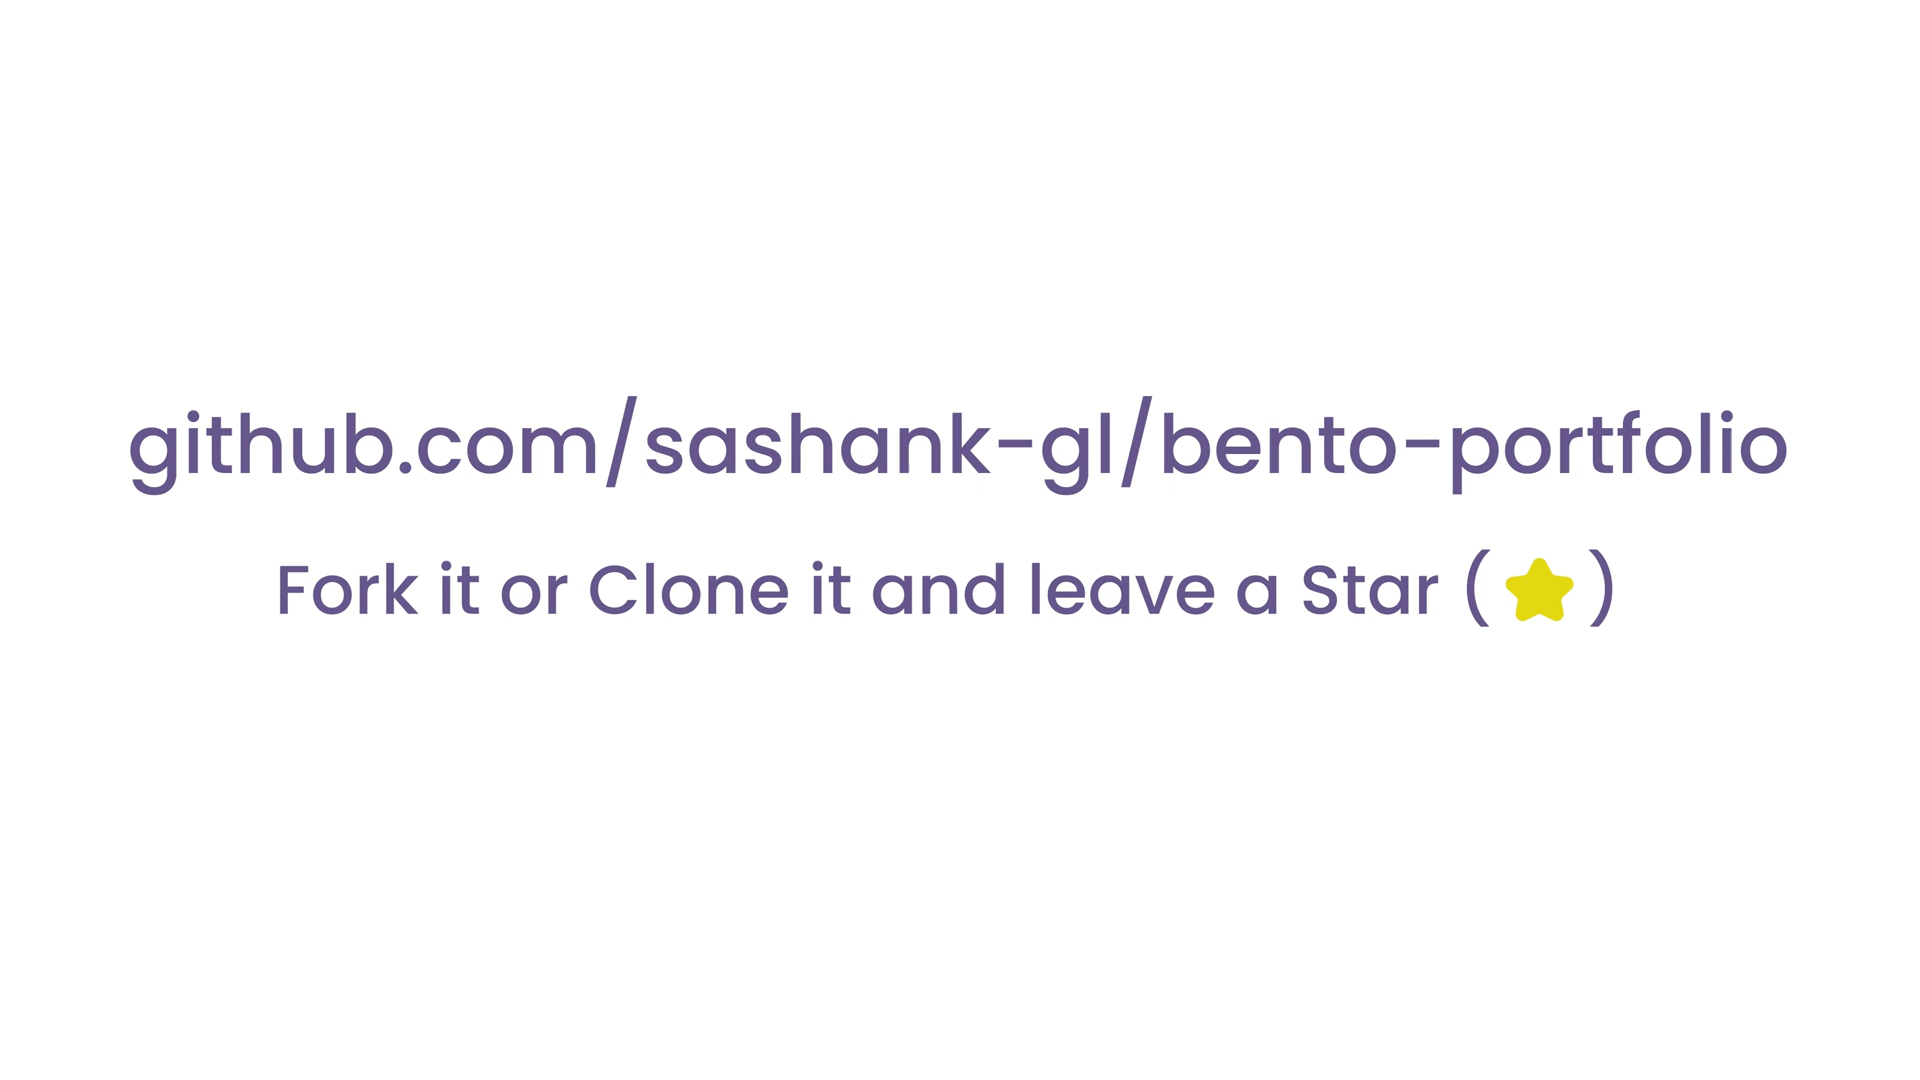 github.com/sashank-gl/bento-portfolio
Fork it or Clone it and leave a Star (⭐)